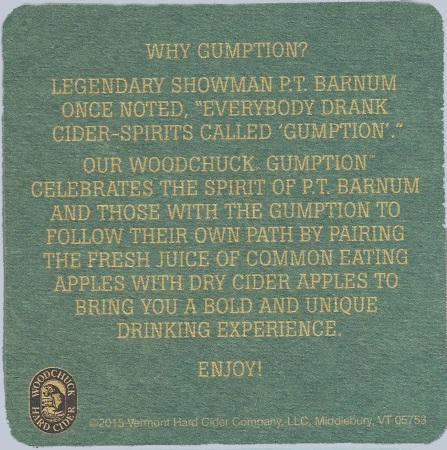 WHY GUMPTION?
LEGENDARY SHOWMAN P.T. BARNUM
ONCE NOTED, "EVERYBODY DRANK
CIDER-SPIRITS CALLED 'GUMPTION'."
OUR WOODCHUCK GUMPTION™
CELEBRATES THE SPIRIT OF P.T. BARNUM
AND THOSE WITH THE GUMPTION TO
FOLLOW THEIR OWN PATH BY PAIRING
THE FRESH JUICE OF COMMON EATING
APPLES WITH DRY CIDER APPLES TO
BRING YOU A BOLD AND UNIQUE
DRINKING EXPERIENCE.
ENJOY!
WOODCHUCK
HARD CIDER
©2015 Vermont Hard Cider Company, LLC, Middlebury, VT 05753